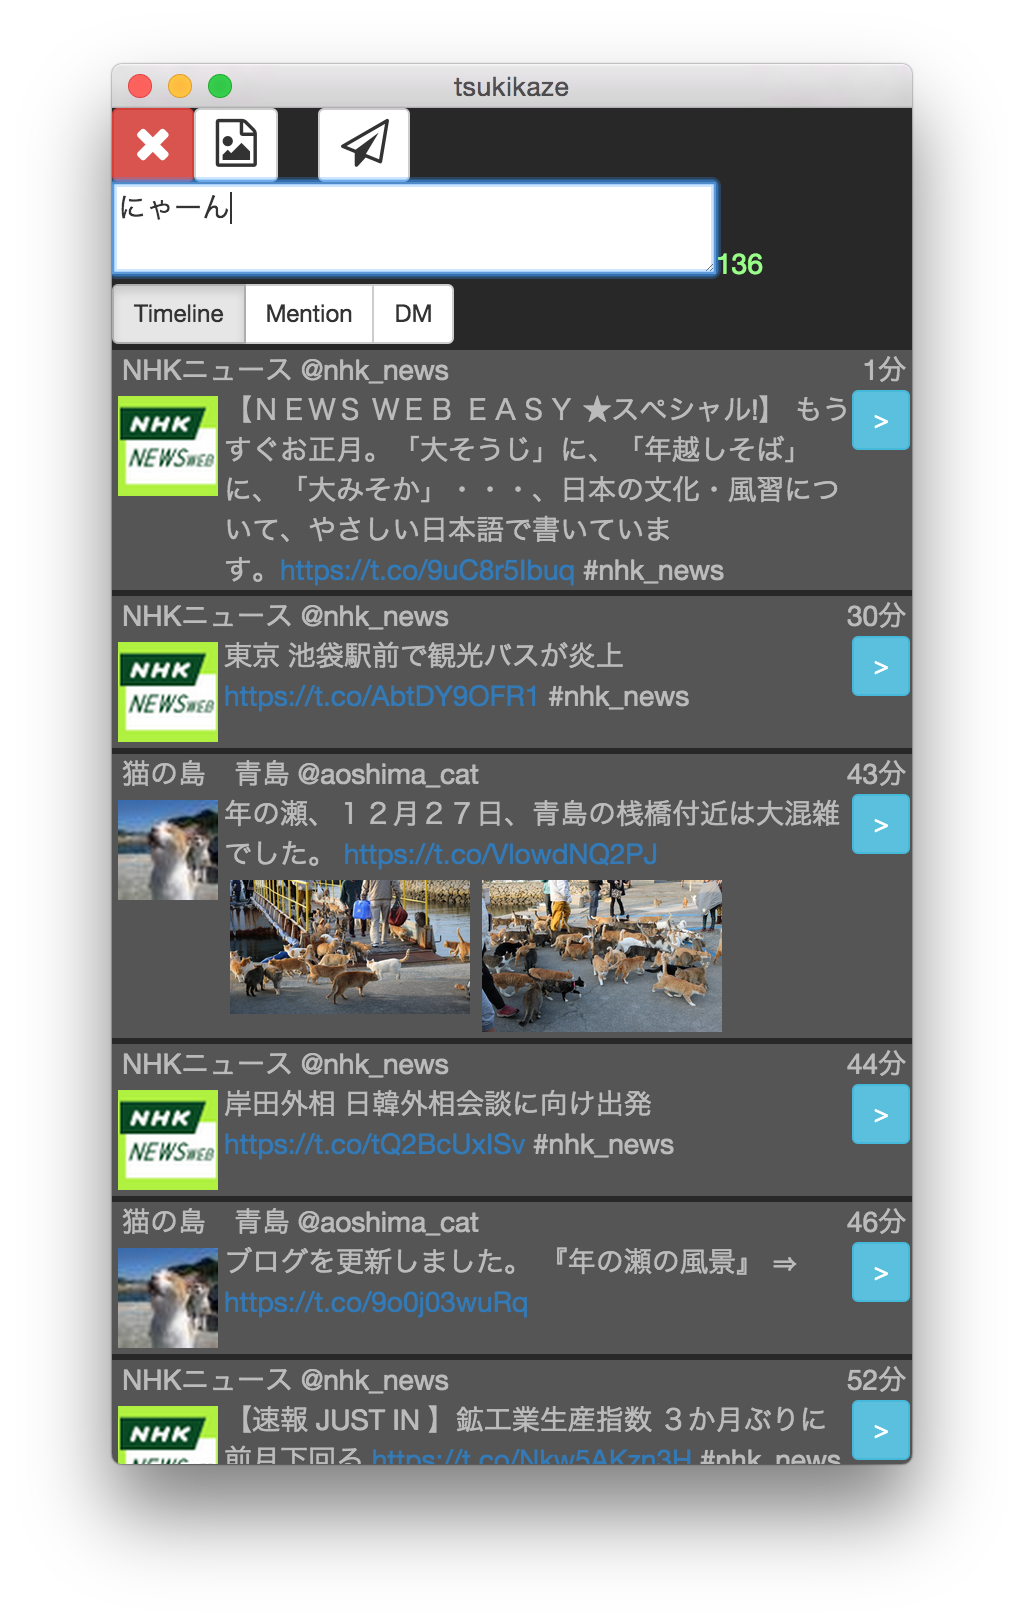 tsukikaze
にゃーん
136
Timeline Mention DM
NHKニュース @nhk_news 1分
NHK
NEWS WEB
【ＮＥＷＳ ＷＥＢ ＥＡＳＹ ★スペシャル!】 もう
すぐお正月。「大そうじ」に、「年越しそば」
に、「大みそか」・・・、日本の文化・風習につ
いて、やさしい日本語で書いていま
す。https://t.co/9uC8r5Ibuq #nhk_news
>
NHKニュース @nhk_news 30分
NHK
NEWS WEB
東京 池袋駅前で観光バスが炎上
https://t.co/AbtDY9OFR1 #nhk_news
>
猫の島　青島 @aoshima_cat 43分
年の瀬、１２月２７日、青島の桟橋付近は大混雑
でした。 https://t.co/VlowdNQ2PJ
>
NHKニュース @nhk_news 44分
NHK
NEWS WEB
岸田外相 日韓外相会談に向け出発
https://t.co/tQ2BcUxISv #nhk_news
>
猫の島　青島 @aoshima_cat 46分
ブログを更新しました。 『年の瀬の風景』 ⇒
https://t.co/9o0j03wuRq
>
NHKニュース @nhk_news 52分
NHK
【速報 JUST IN 】鉱工業生産指数 ３か月ぶりに
前月下回る https://t.co/Nkw5AKzn3H #nhk_news
>